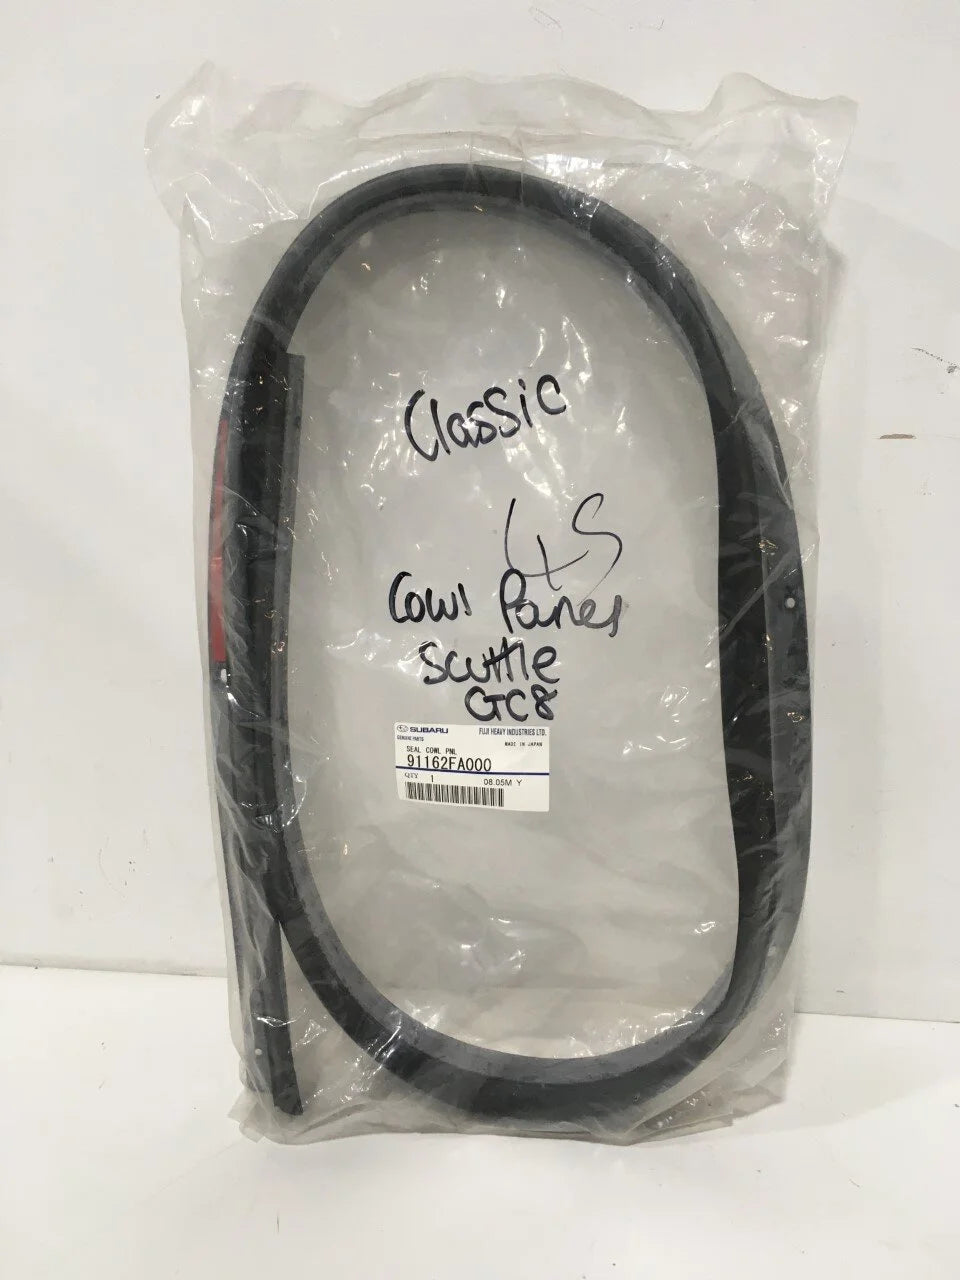 Classic
Cowl Panel
Scuttle
GC8
SUBARU FUJI HEAVY INDUSTRIES LTD.
GENUINE PARTS MADE IN JAPAN
SEAL COWL PNL
91162FA000
QTY 1 08.05M Y